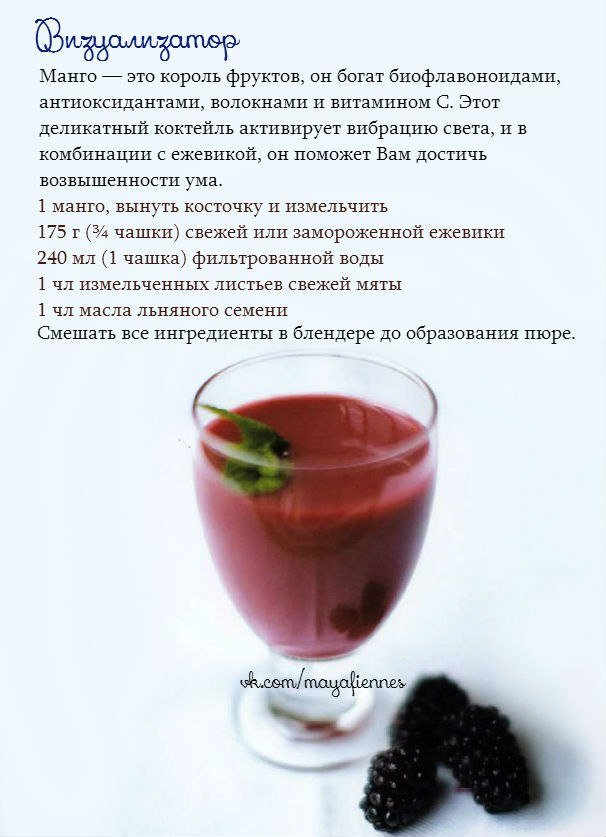 Визуализатор
Манго — это король фруктов, он богат биофлавоноидами,
антиоксидантами, волокнами и витамином С. Этот
деликатный коктейль активирует вибрацию света, и в
комбинации с ежевикой, он поможет Вам достичь
возвышенности ума.
1 манго, вынуть косточку и измельчить
175 г (¾ чашки) свежей или замороженной ежевики
240 мл (1 чашка) фильтрованной воды
1 чл измельченных листьев свежей мяты
1 чл масла льняного семени
Смешать все ингредиенты в блендере до образования пюре.
vk.com/mayafiennes